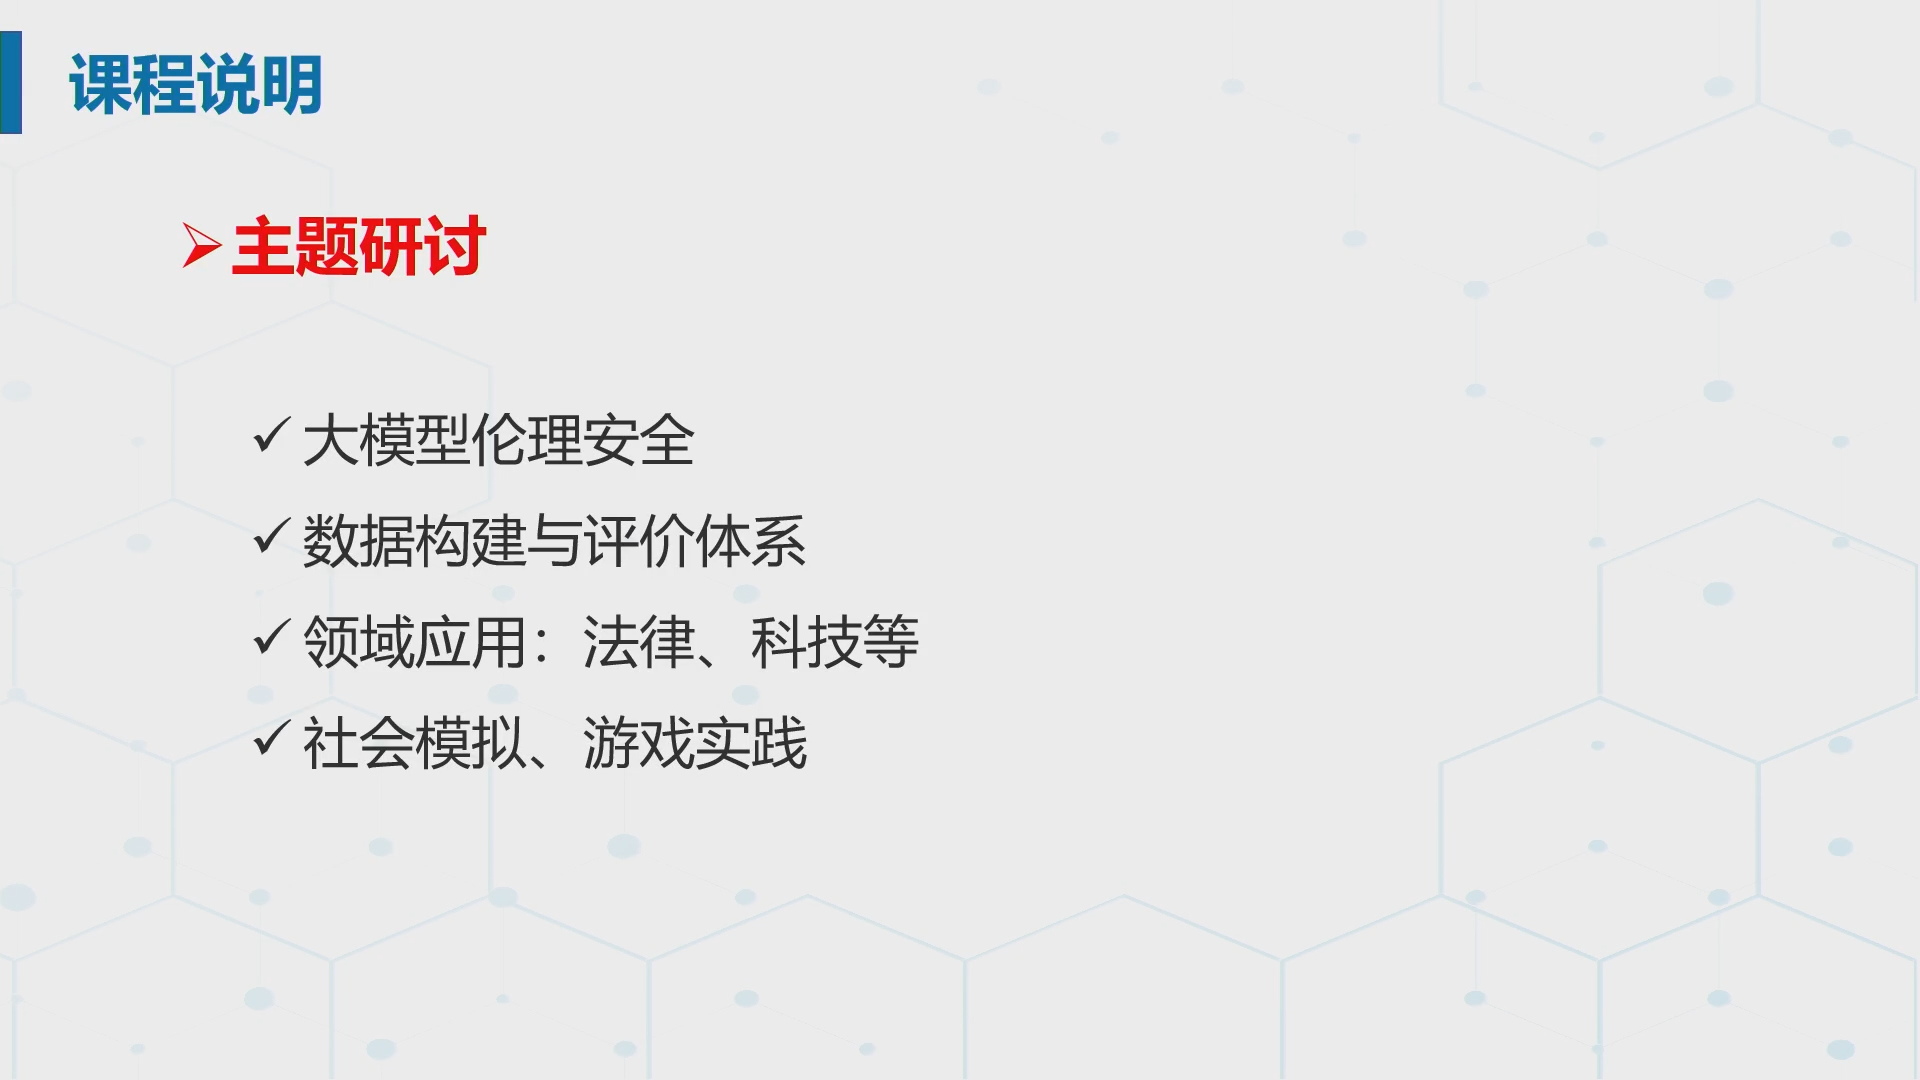 课程说明
主题研讨
大模型伦理安全
数据构建与评价体系
领域应用：法律、科技等
社会模拟、游戏实践